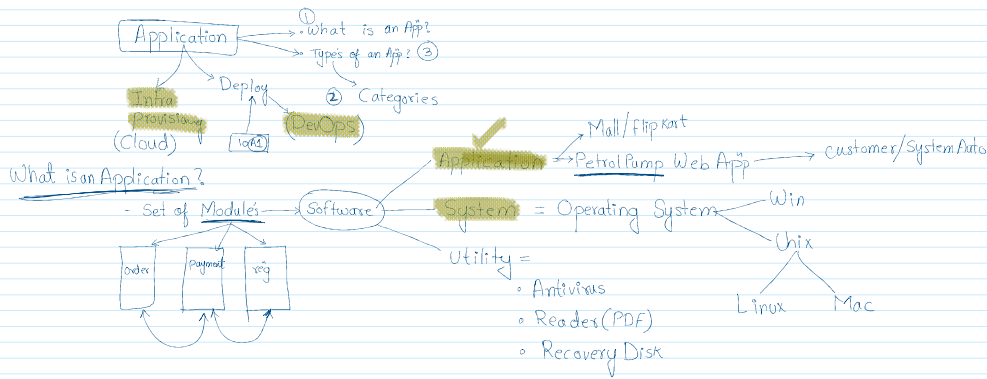 ①
Application
• What is an App?
• Types of an App? ③
Deploy
② Categories
Infra
Provising
(Cloud)
(DevOps)
Mall/Flipkart
Application
Petrol Pump Web App
Customer/System Auto
What is an Application?
- Set of Modules
Software
System = Operating System
Win
Unix
Linux
Mac
order
payment
reg
Utility =
• Antivirus
• Reader (PDF)
• Recovery Disk